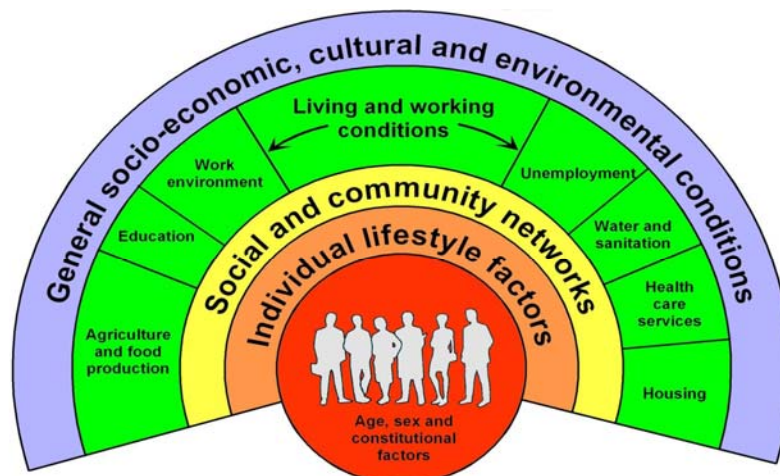 General socio-economic, cultural and environmental conditions
Living and working
conditions
Work
environment
Unemployment
Education
Water and
sanitation
Agriculture
and food
production
Health
care
services
Housing
Social and community networks
Individual lifestyle factors
Age, sex and
constitutional
factors